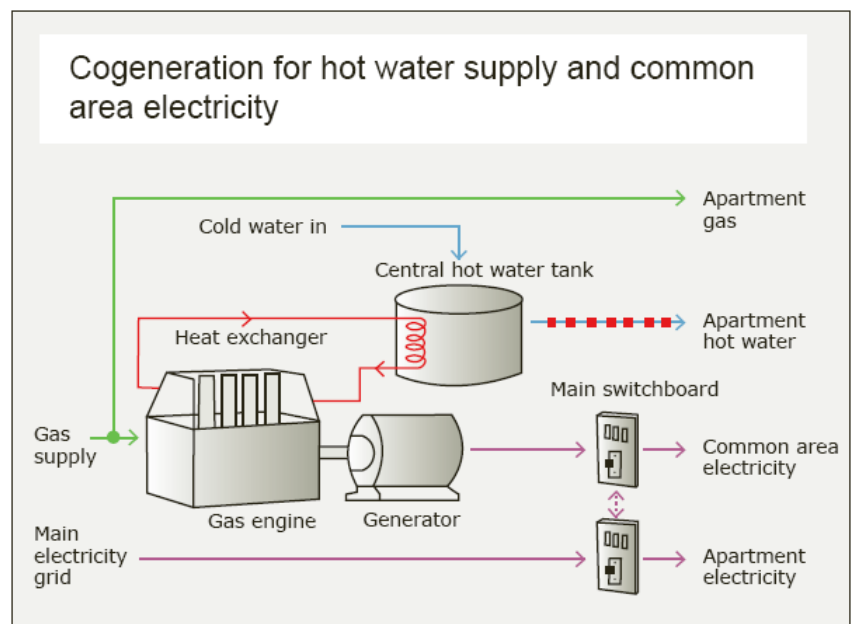 Cogeneration for hot water supply and common
area electricity
Apartment
gas
Cold water in
Central hot water tank
Heat exchanger
Apartment
hot water
Main switchboard
Gas
supply
Common area
electricity
Gas engine
Generator
Main
electricity
grid
Apartment
electricity